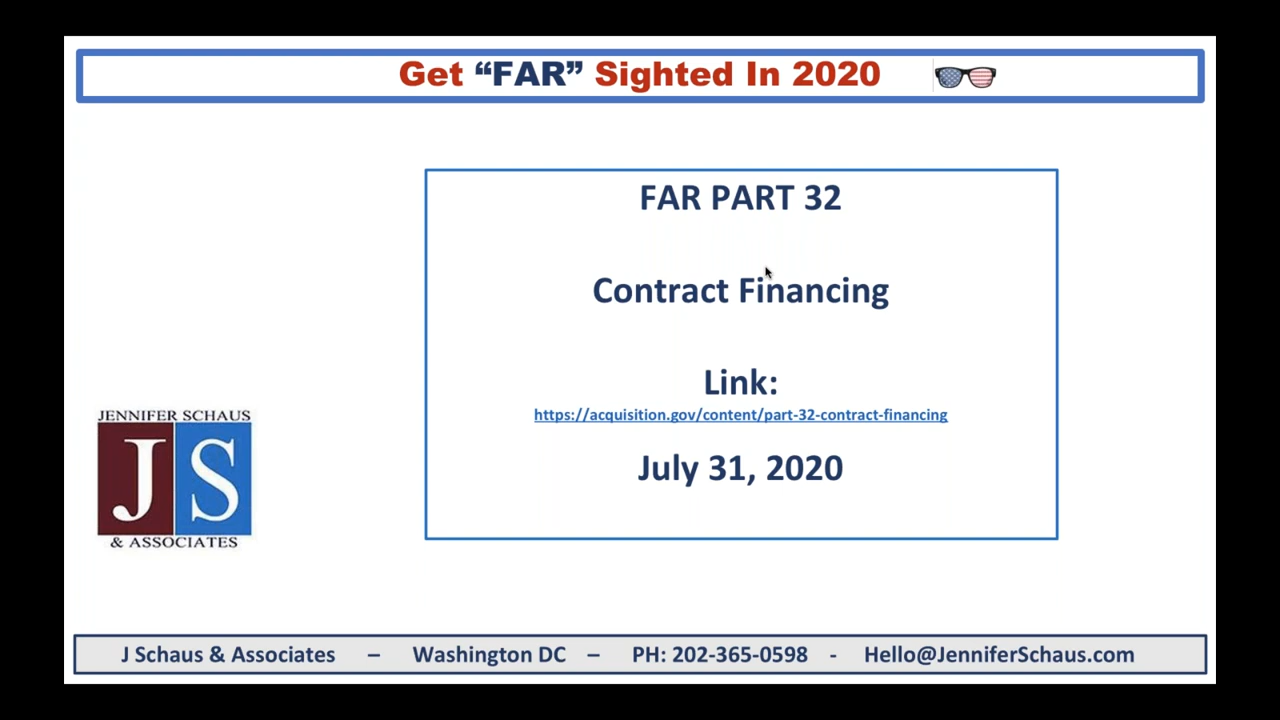 Get “FAR” Sighted In 2020
FAR PART 32
Contract Financing
Link:
https://acquisition.gov/content/part-32-contract-financing
July 31, 2020
JENNIFER SCHAUS
JS
& ASSOCIATES
J Schaus & Associates – Washington DC – PH: 202-365-0598 - Hello@JenniferSchaus.com